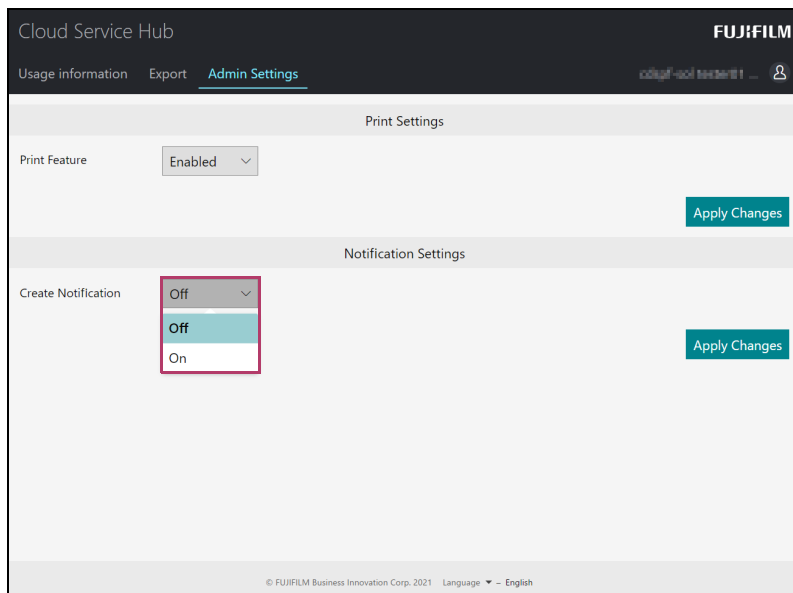 Cloud Service Hub
FUJIFILM
Usage information Export Admin Settings
Print Settings
Print Feature Enabled
Apply Changes
Notification Settings
Create Notification Off
Off
On
Apply Changes
© FUJIFILM Business Innovation Corp. 2021 Language ▼ – English